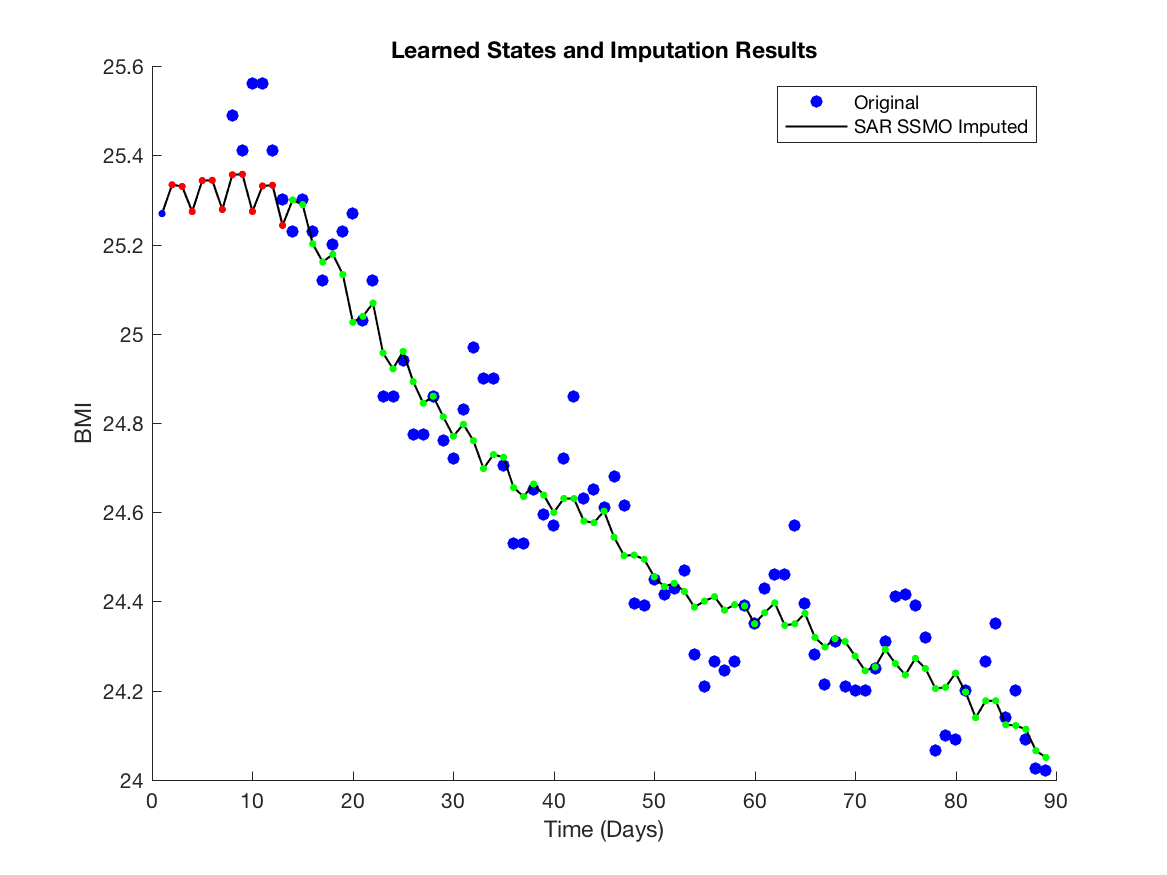 Learned States and Imputation Results
Original
SAR SSMO Imputed
25.6
25.4
25.2
25
24.8
24.6
24.4
24.2
24
BMI
0 10 20 30 40 50 60 70 80 90
Time (Days)